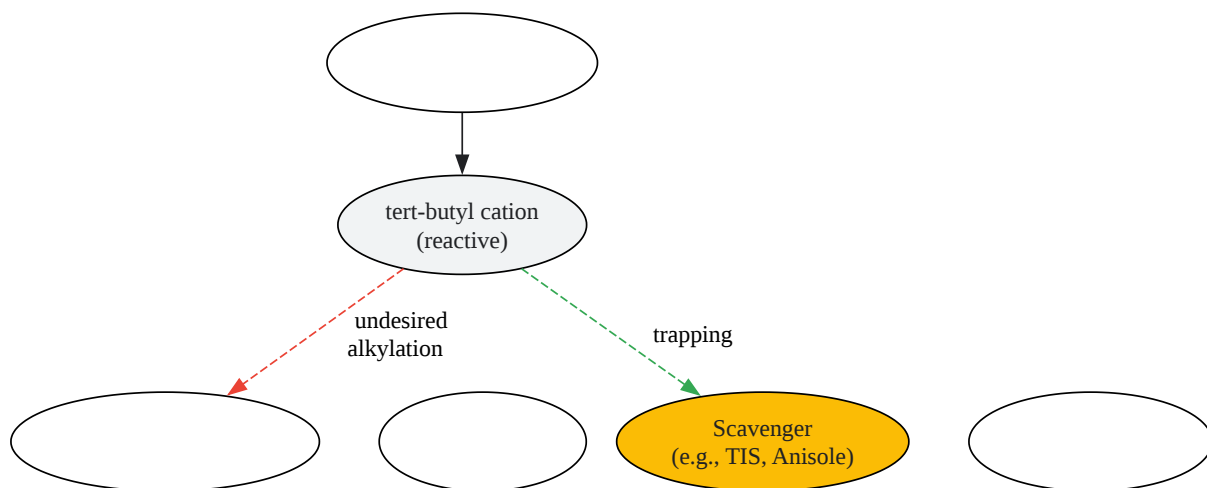 tert-butyl cation
(reactive)
undesired
alkylation
trapping
Scavenger
(e.g., TIS, Anisole)